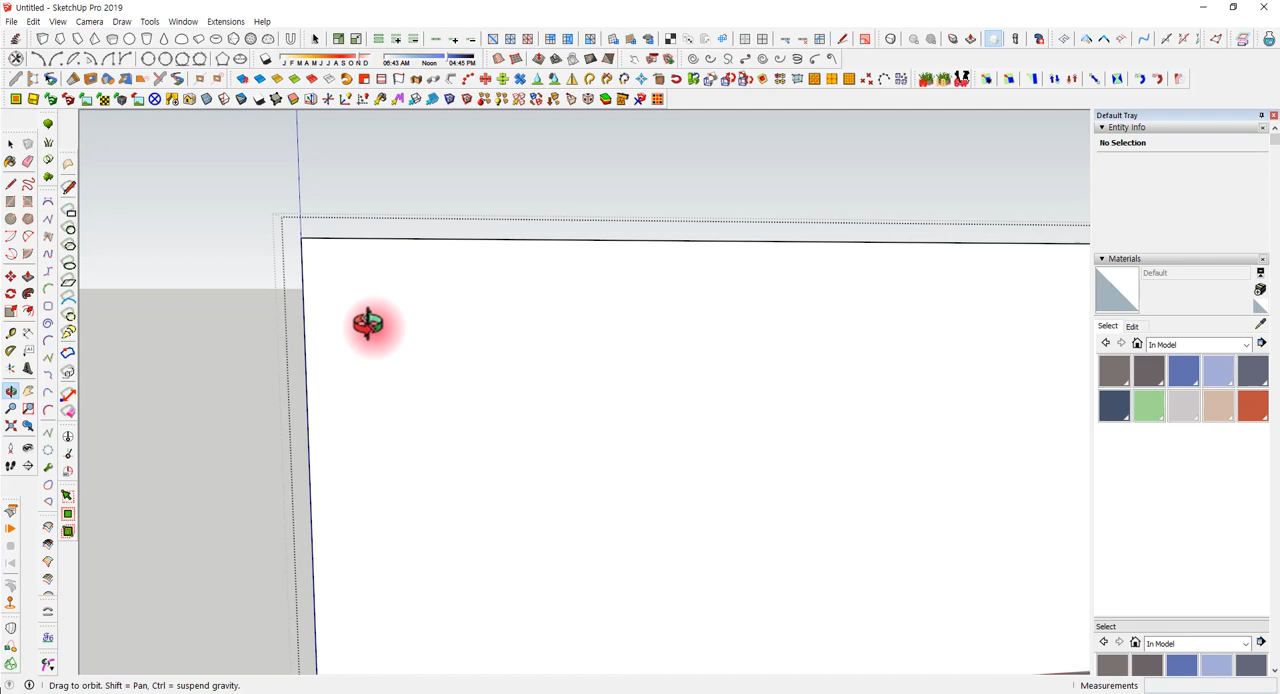 Untitled - SketchUp Pro 2019
File Edit View Camera Draw Tools Window Extensions Help
J F M A M J J A S O N D
06:43 AM Noon 04:45 PM
Default Tray
Entity Info
No Selection
Materials
Default
Select Edit
In Model
Select
In Model
Drag to orbit. Shift = Pan, Ctrl = suspend gravity.
Measurements